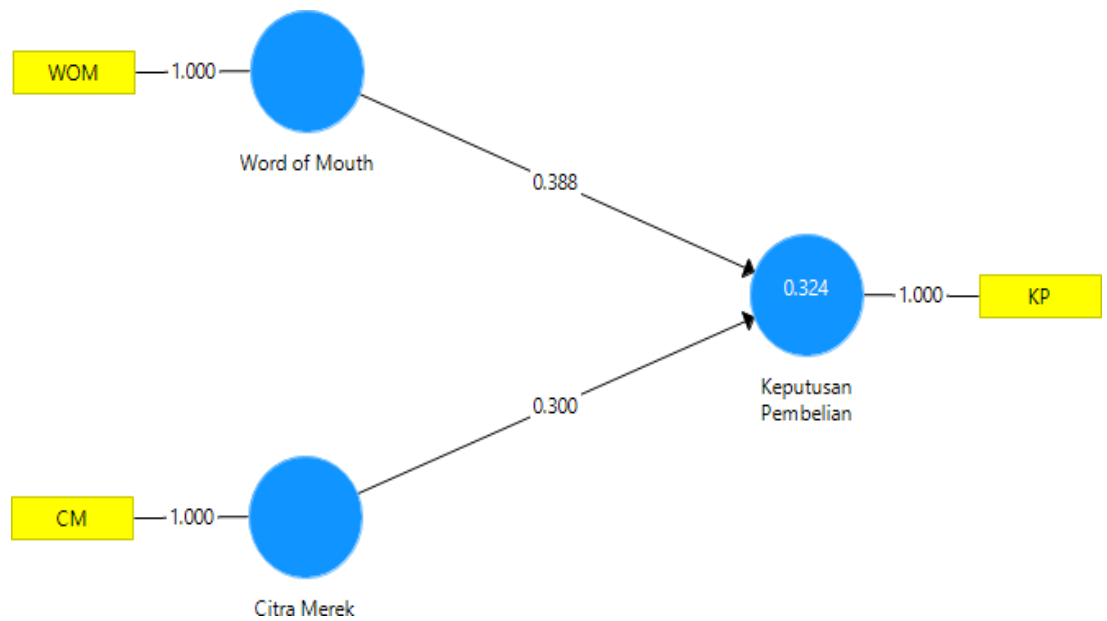 WOM
1.000
Word of Mouth
0.388
0.324
1.000
KP
Keputusan
Pembelian
0.300
CM
1.000
Citra Merek